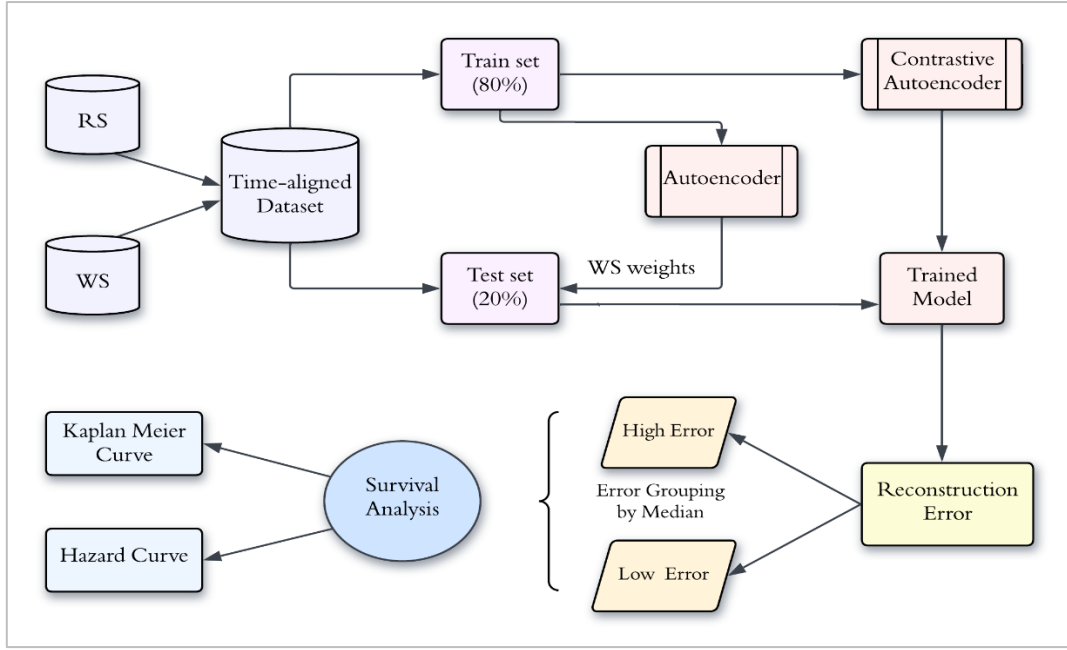 RS
WS
Time-aligned
Dataset
Train set
(80%)
Contrastive
Autoencoder
Autoencoder
WS weights
Test set
(20%)
Trained
Model
Kaplan Meier
Curve
Hazard Curve
Survival
Analysis
High Error
Error Grouping
by Median
Low Error
Reconstruction
Error